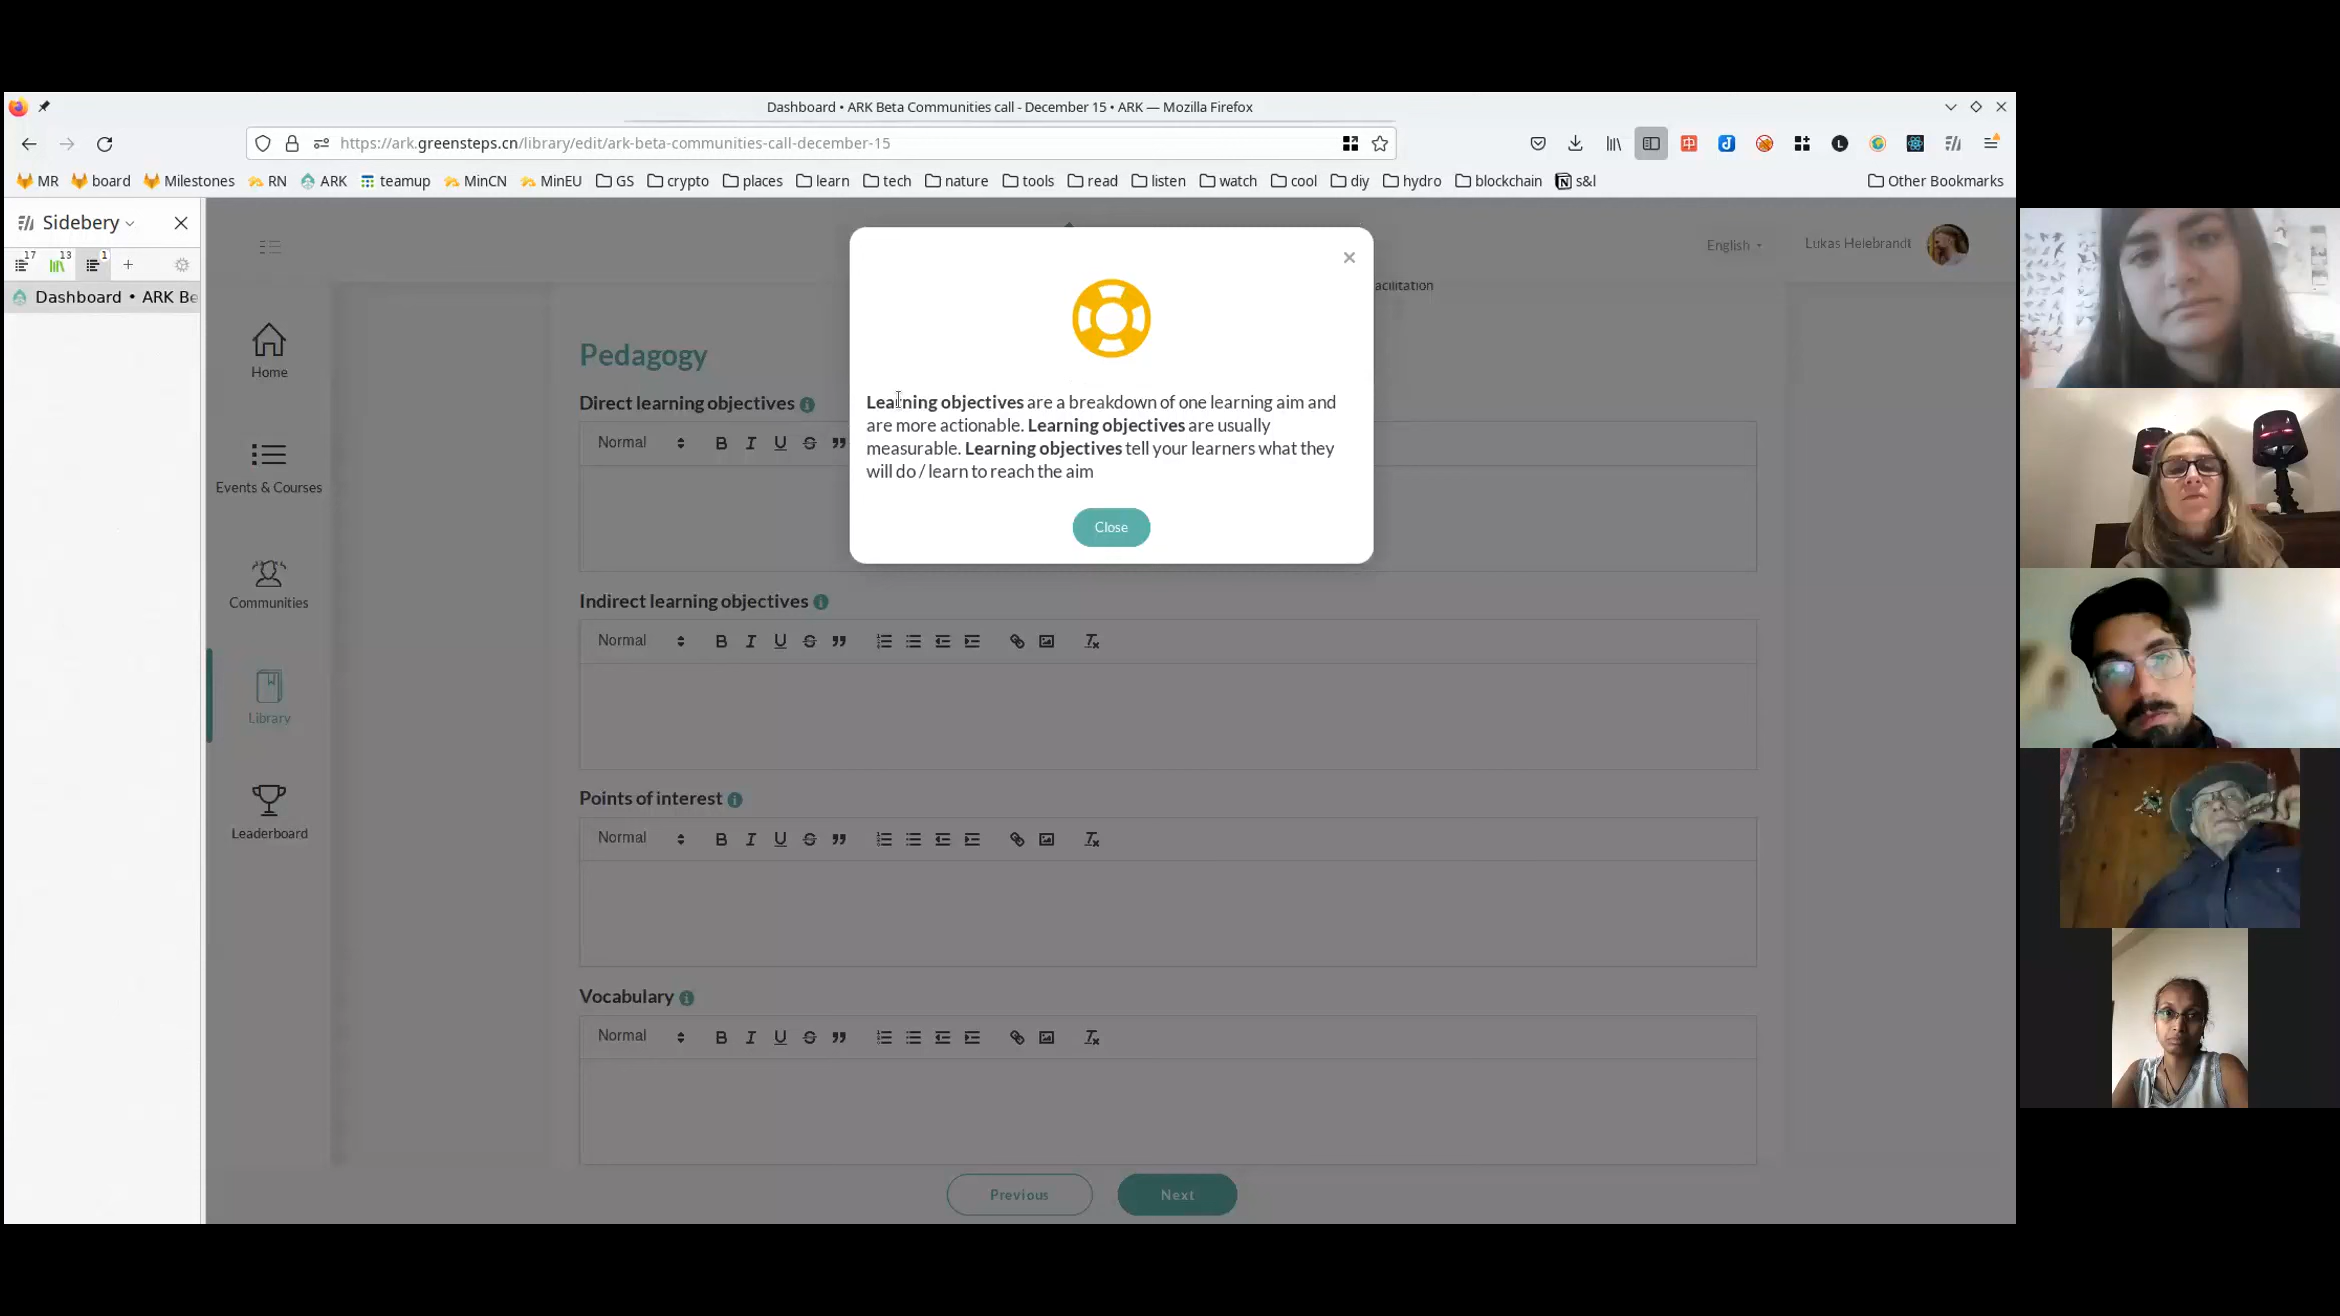 Dashboard • ARK Beta Communities call - December 15 • ARK — Mozilla Firefox
https://ark.greensteps.cn/library/edit/ark-beta-communities-call-december-15
MR board Milestones RN ARK teamup MinCN MinEU GS crypto places learn tech nature tools read listen watch cool diy hydro blockchain s&l Other Bookmarks
Sidebery
17 13 1
Dashboard • ARK Be
English
Lukas Heiebrandt
Home
Events & Courses
Communities
Library
Leaderboard
acilitation
Pedagogy
Direct learning objectives
Normal
Learning objectives are a breakdown of one learning aim and
are more actionable. Learning objectives are usually
measurable. Learning objectives tell your learners what they
will do / learn to reach the aim
Close
Indirect learning objectives
Normal
Points of interest
Normal
Vocabulary
Normal
Previous
Next